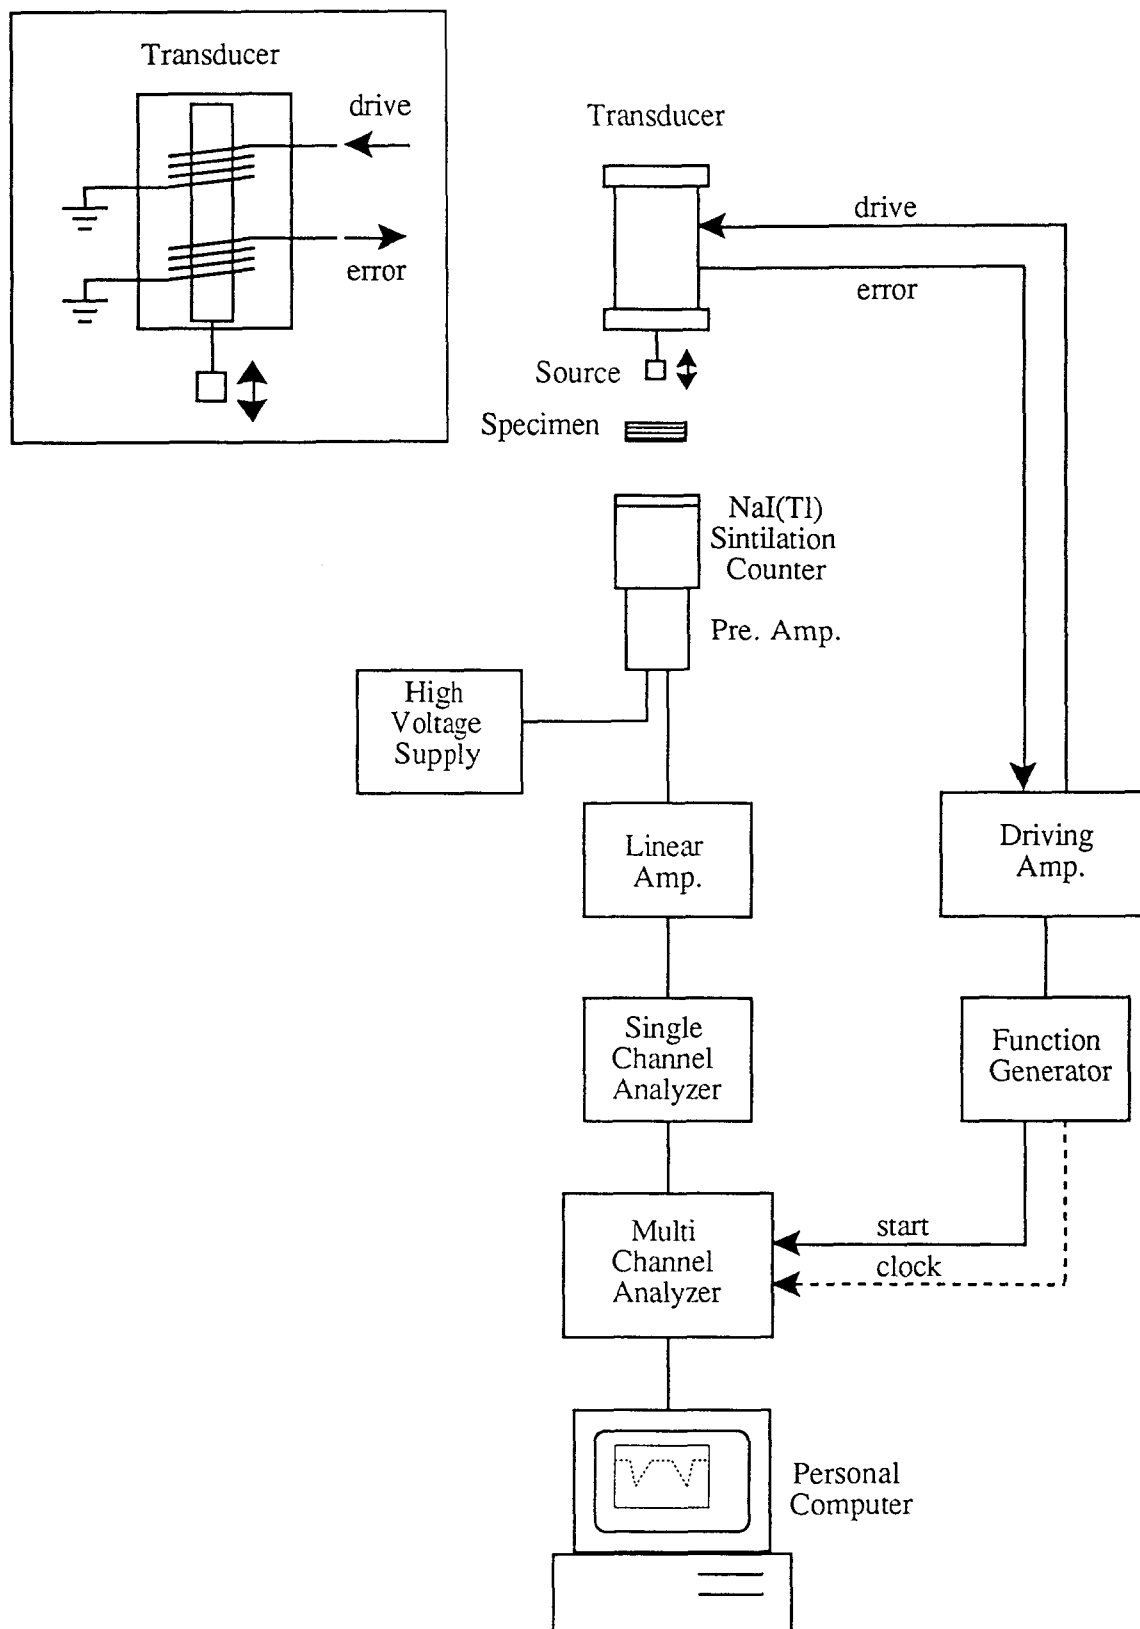 Transducer
drive
error
Transducer
drive
error
Source
Specimen
NaI(Tl)
Sintilation
Counter
Pre. Amp.
High
Voltage
Supply
Linear
Amp.
Driving
Amp.
Single
Channel
Analyzer
Function
Generator
Multi
Channel
Analyzer
start
clock
Personal
Computer